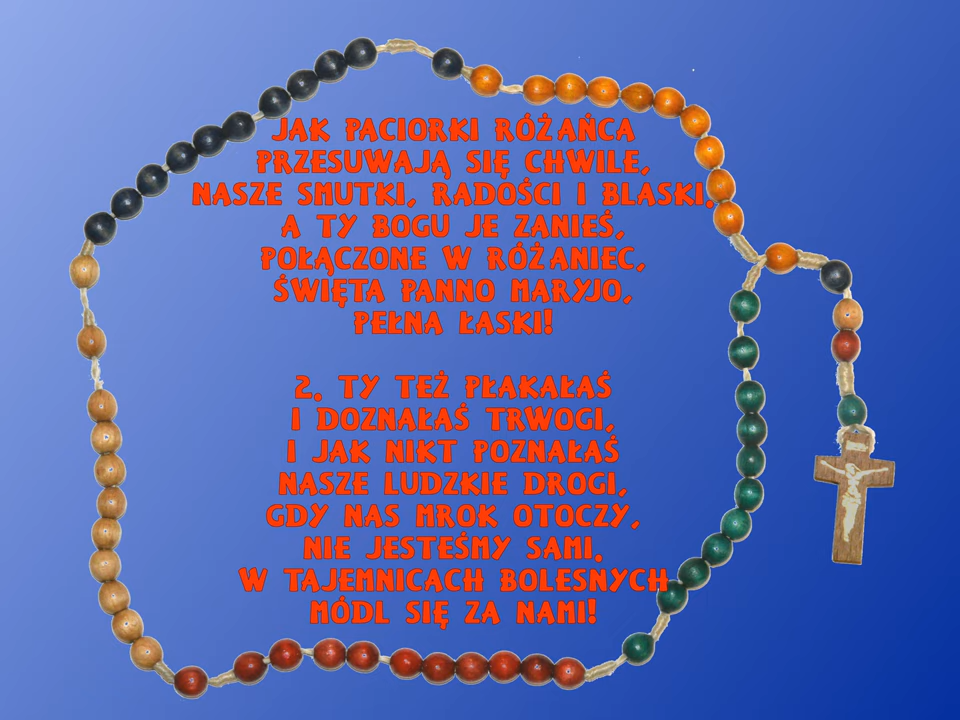 JAK PACIORKI RÓŻAŃCA
PRZESUWAJĄ SIĘ CHWILE,
NASZE SMUTKI, RADOŚCI I BLASKI.
A TY BOGU JE ZANIEŚ,
POŁĄCZONE W RÓŻANIEC,
ŚWIĘTA PANNO MARYJO,
PEŁNA ŁASKI!
2. TY TEŻ PŁAKAŁAŚ
I DOZNAŁAŚ TRWOGI,
I JAK NIKT POZNAŁAŚ
NASZE LUDZKIE DROGI,
GDY NAS MROK OTOCZY,
NIE JESTEŚMY SAMI.
W TAJEMNICACH BOLESNYCH
MÓDL SIĘ ZA NAMI!